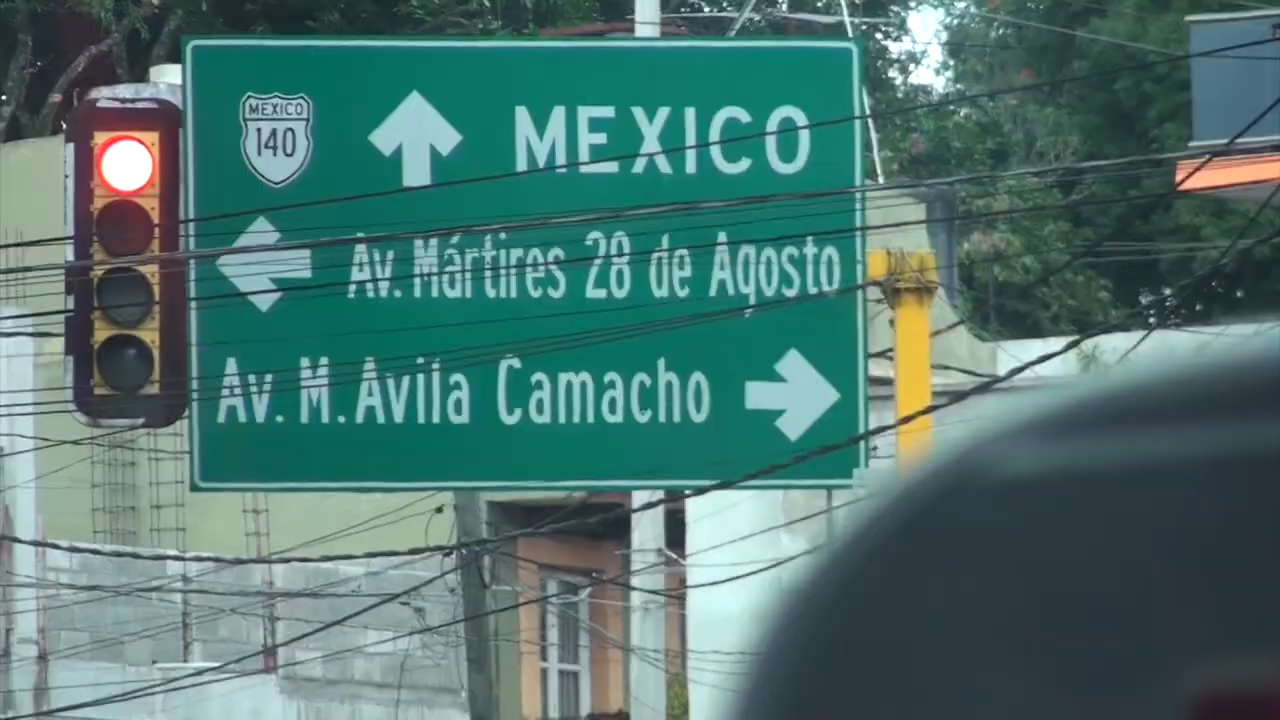 MEXICO
140
MEXICO
Av. Mártires 28 de Agosto
Av. M. Avila Camacho